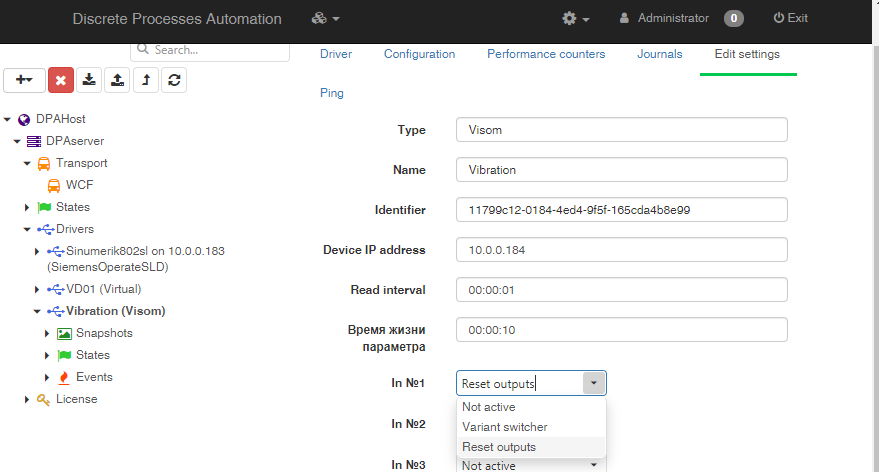 Discrete Processes Automation
Administrator 0 Exit
Search...
Driver Configuration Performance counters Journals Edit settings
Ping
DPAHost
DPAserver
Transport
WCF
States
Drivers
Sinumerik802sl on 10.0.0.183
(SiemensOperateSLD)
VD01 (Virtual)
Vibration (Visom)
Snapshots
States
Events
License
Type Visom
Name Vibration
Identifier 11799c12-0184-4ed4-9f5f-165cda4b8e99
Device IP address 10.0.0.184
Read interval 00:00:01
Время жизни
параметра 00:00:10
In №1 Reset outputs
Not active
In №2 Variant switcher
Reset outputs
In №3 Not active